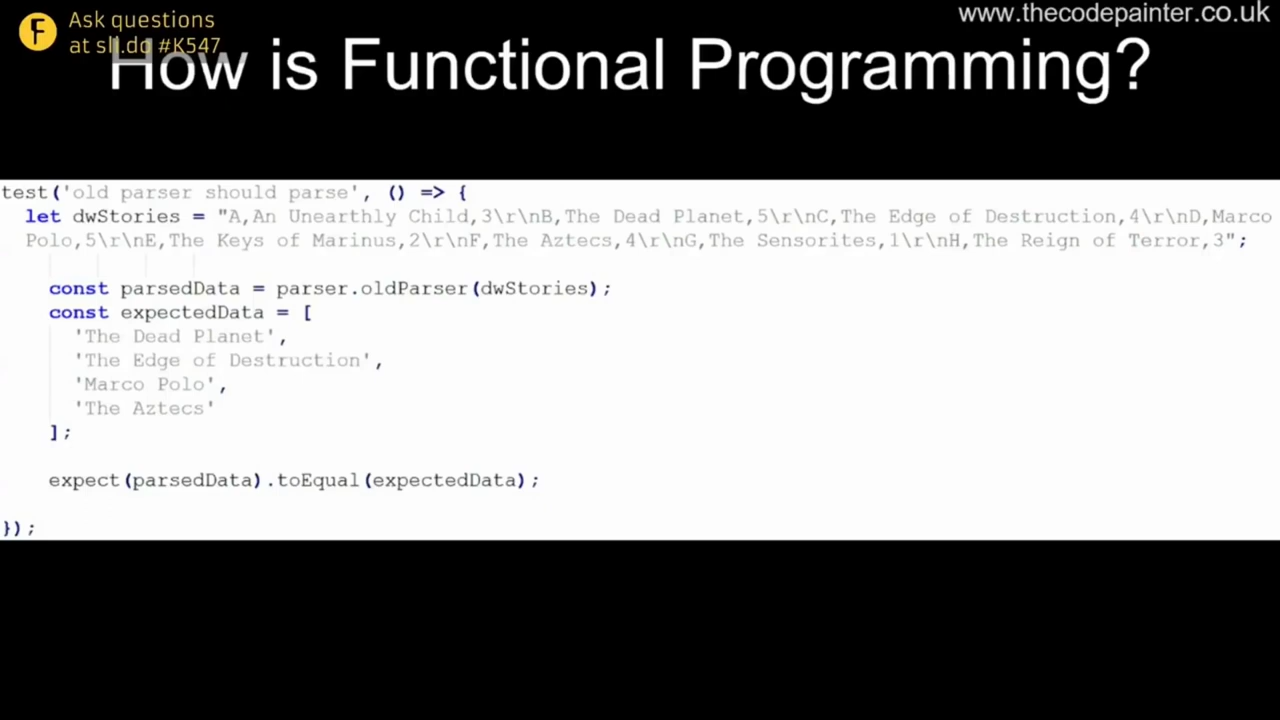 Ask questions
at sli.do #K547
www.thecodepainter.co.uk
How is Functional Programming?
test('old parser should parse', () => {
let dwStories = "A,An Unearthly Child,3\r\nB,The Dead Planet,5\r\nC,The Edge of Destruction,4\r\nD,Marco
Polo,5\r\nE,The Keys of Marinus,2\r\nF,The Aztecs,4\r\nG,The Sensorites,1\r\nH,The Reign of Terror,3";
const parsedData = parser.oldParser(dwStories);
const expectedData = [
'The Dead Planet',
'The Edge of Destruction',
'Marco Polo',
'The Aztecs'
];
expect(parsedData).toEqual(expectedData);
});